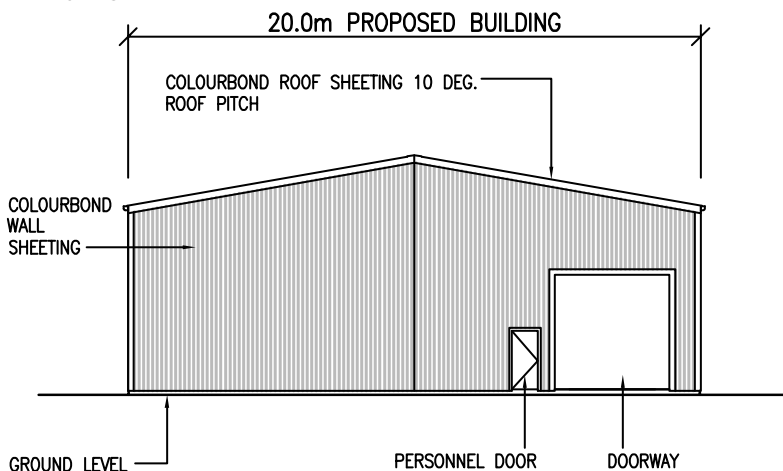 20.0m PROPOSED BUILDING
COLOURBOND ROOF SHEETING 10 DEG.
ROOF PITCH
COLOURBOND
WALL
SHEETING
GROUND LEVEL
PERSONNEL DOOR
DOORWAY